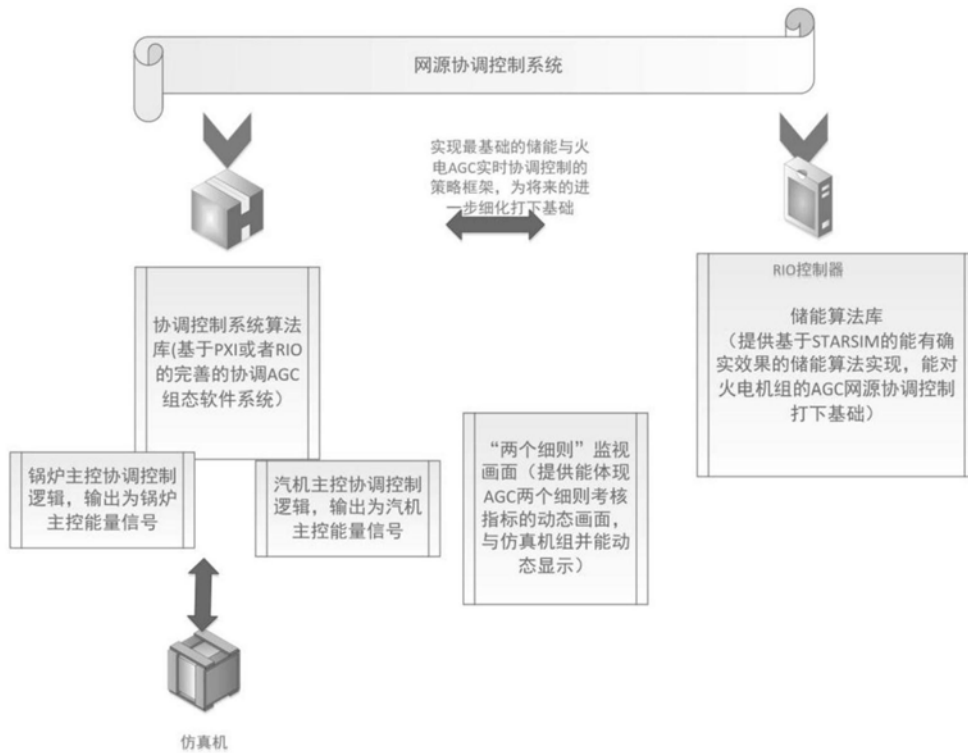 网源协调控制系统
实现最基础的储能与火
电AGC实时协调控制的
策略框架，为将来的进
一步细化打下基础
协调控制系统算法
库(基于PXI或者RIO
的完善的协调AGC
组态软件系统）
RIO控制器
储能算法库
（提供基于STARSIM的能有确
实效果的储能算法实现，能对
火电机组的AGC网源协调控制
打下基础）
锅炉主控协调控制
逻辑，输出为锅炉
主控能量信号
汽机主控协调控制
逻辑，输出为汽机
主控能量信号
“两个细则”监视
画面（提供能体现
AGC两个细则考核
指标的动态画面，
与仿真机组并能动
态显示）
仿真机